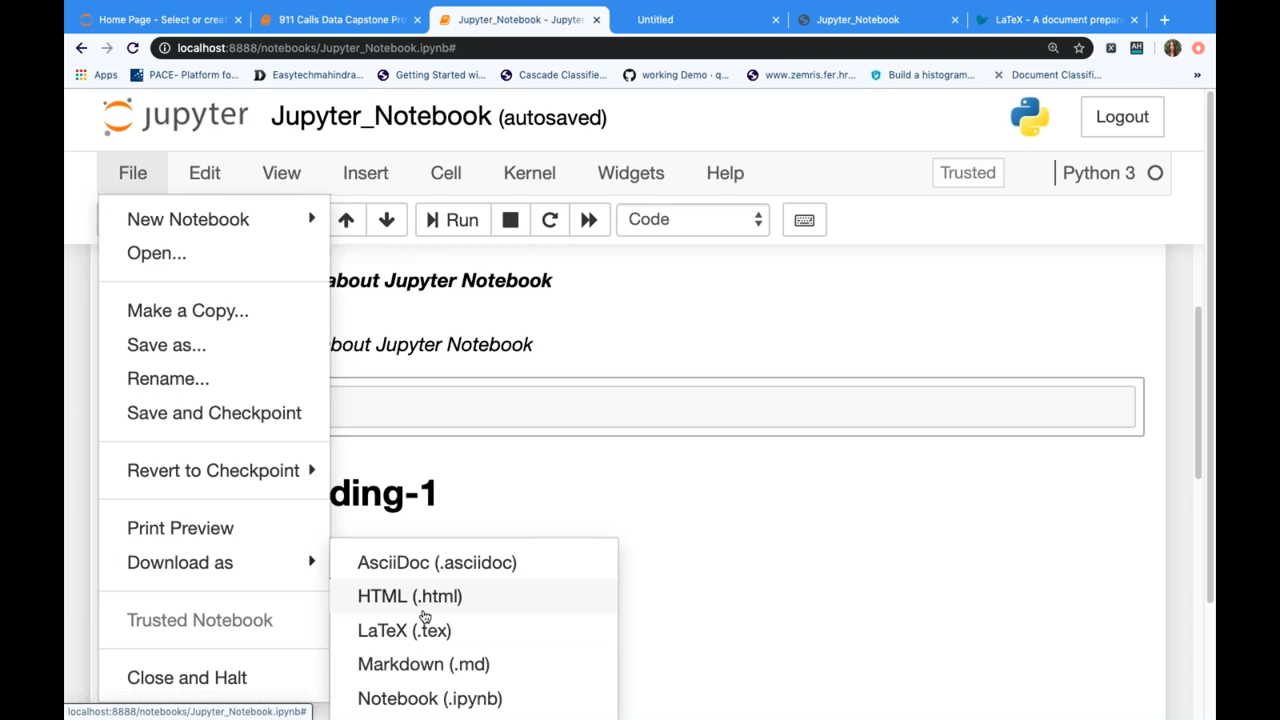 Home Page - Select or creat
911 Calls Data Capstone Pro
Jupyter_Notebook - Jupyter
Untitled
Jupyter_Notebook
LaTeX - A document prepara
localhost:8888/notebooks/Jupyter_Notebook.ipynb#
Apps
PACE- Platform fo...
Easytechmahindra...
Getting Started wi...
Cascade Classifie...
working Demo · q...
www.zemris.fer.hr...
Build a histogram...
Document Classifi...
»
jupyter Jupyter_Notebook (autosaved)
Logout
File Edit View Insert Cell Kernel Widgets Help
Trusted
Python 3
New Notebook
Run
Code
Open...
about Jupyter Notebook
Make a Copy...
Save as...
bout Jupyter Notebook
Rename...
Save and Checkpoint
Revert to Checkpoint
ding-1
Print Preview
Download as
AsciiDoc (.asciidoc)
HTML (.html)
Trusted Notebook
LaTeX (.tex)
Markdown (.md)
Close and Halt
Notebook (.ipynb)
localhost:8888/notebooks/Jupyter_Notebook.ipynb#